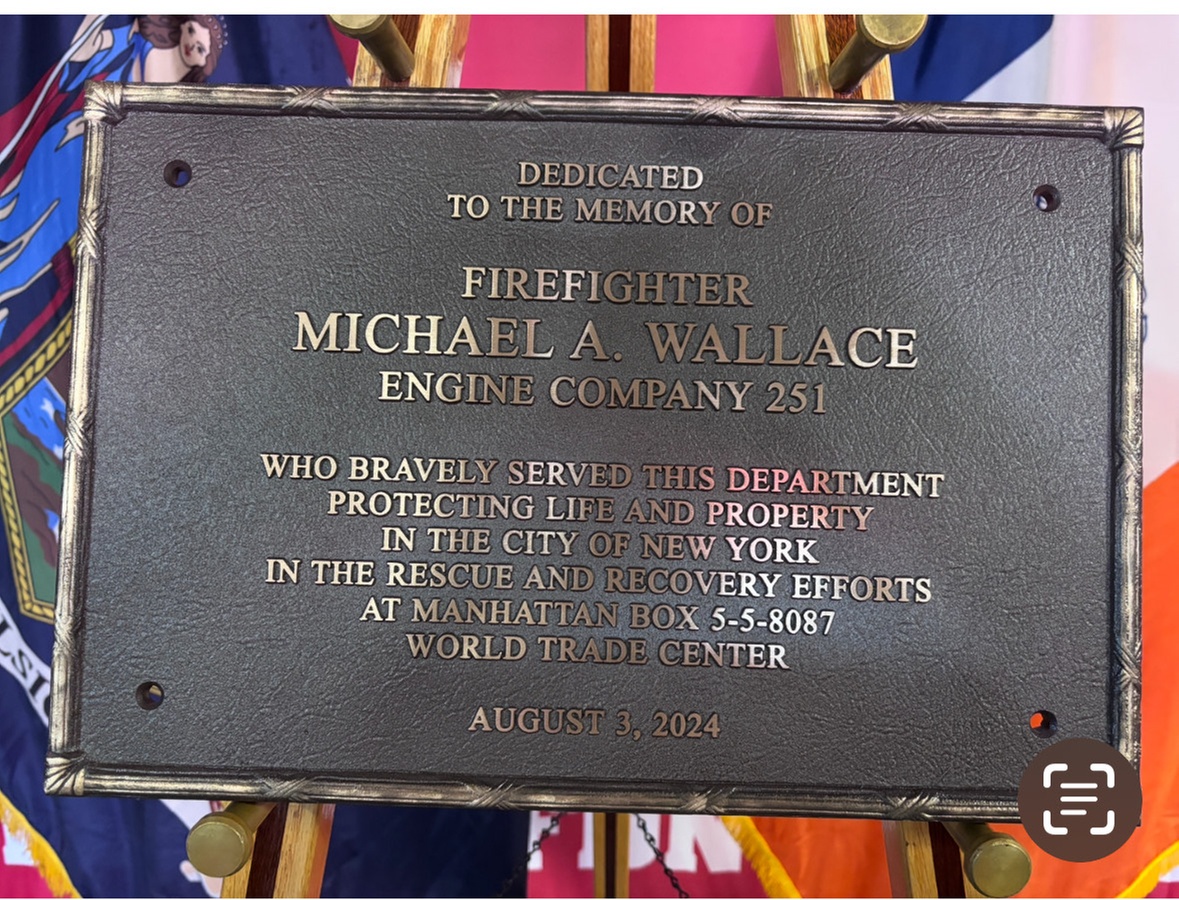 DEDICATED
TO THE MEMORY OF
FIREFIGHTER
MICHAEL A. WALLACE
ENGINE COMPANY 251
WHO BRAVELY SERVED THIS DEPARTMENT
PROTECTING LIFE AND PROPERTY
IN THE CITY OF NEW YORK
IN THE RESCUE AND RECOVERY EFFORTS
AT MANHATTAN BOX 5-5-8087
WORLD TRADE CENTER
AUGUST 3, 2024